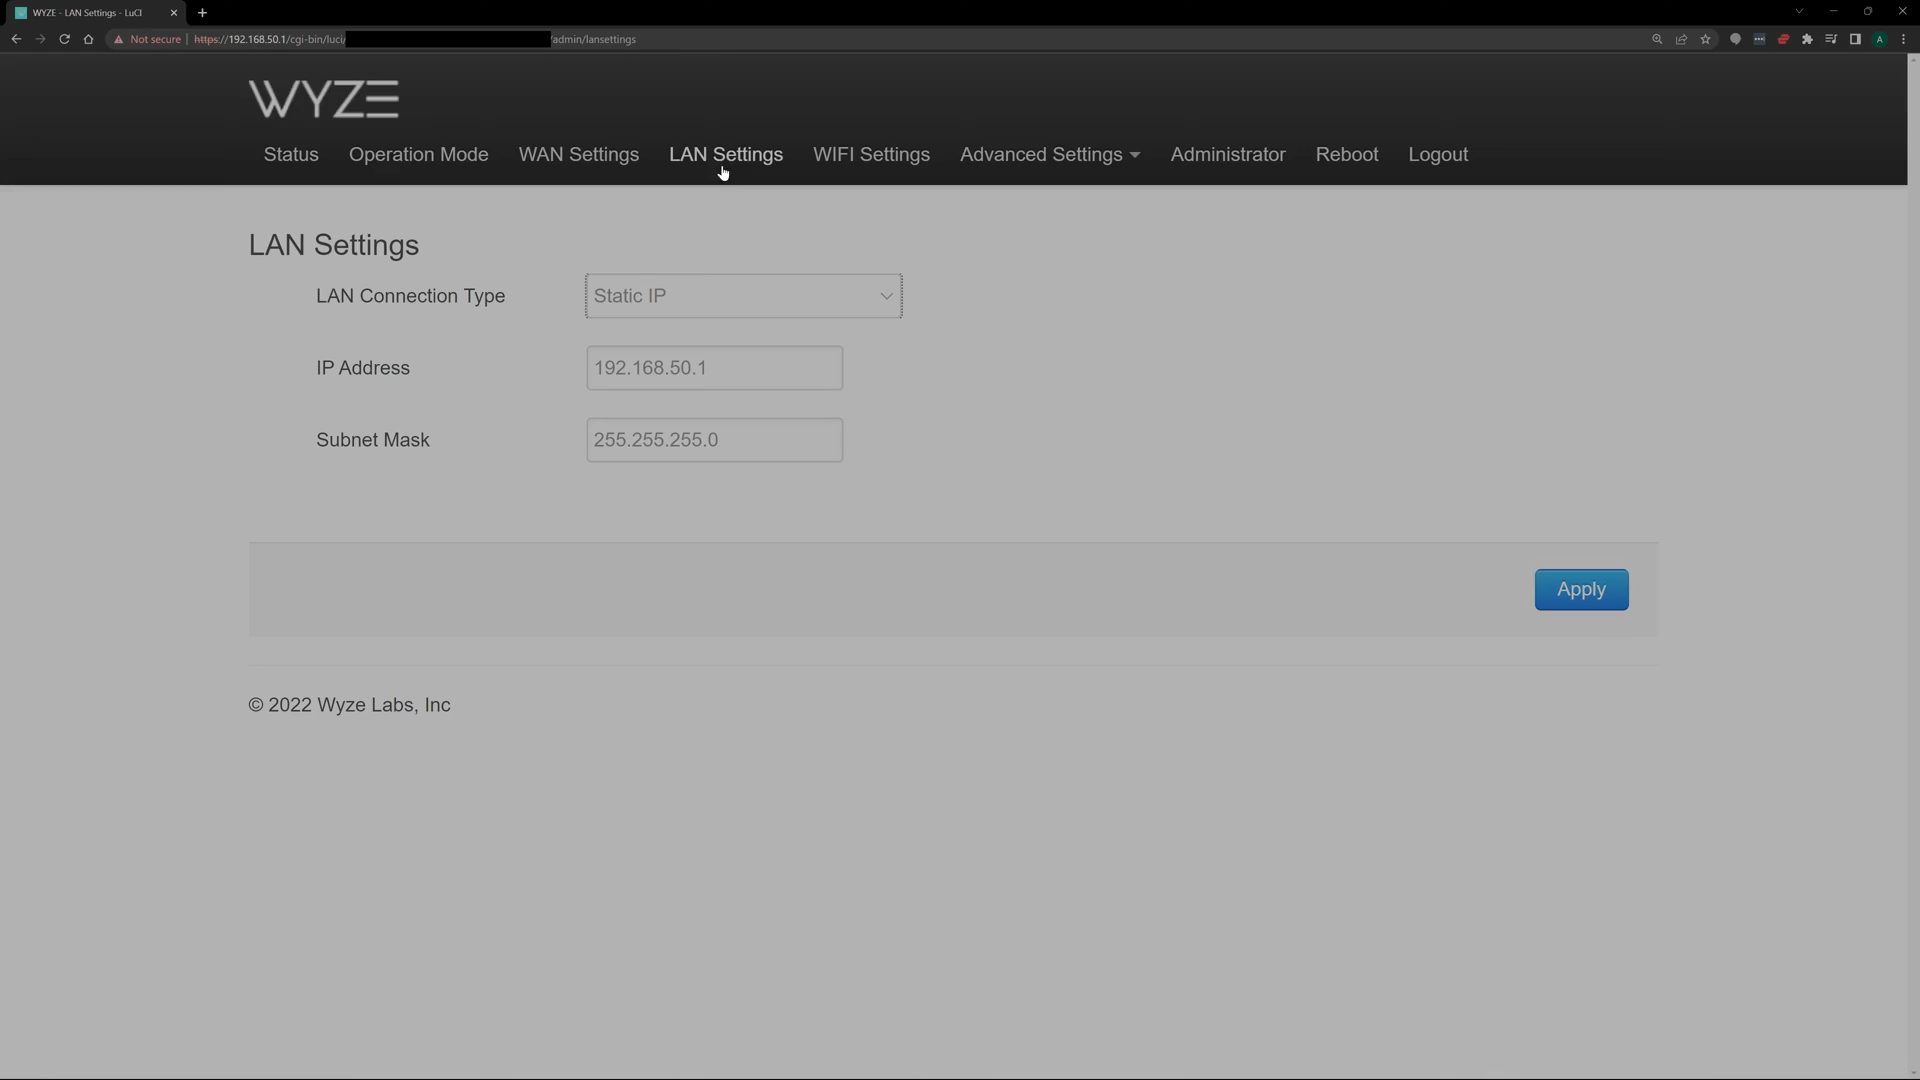 WYZE - LAN Settings - LuCI
Not secure | https://192.168.50.1/cgi-bin/luci/ /admin/lansettings
A
WYZE
Status Operation Mode WAN Settings LAN Settings WIFI Settings Advanced Settings Administrator Reboot Logout
LAN Settings
LAN Connection Type Static IP
IP Address 192.168.50.1
Subnet Mask 255.255.255.0
Apply
© 2022 Wyze Labs, Inc